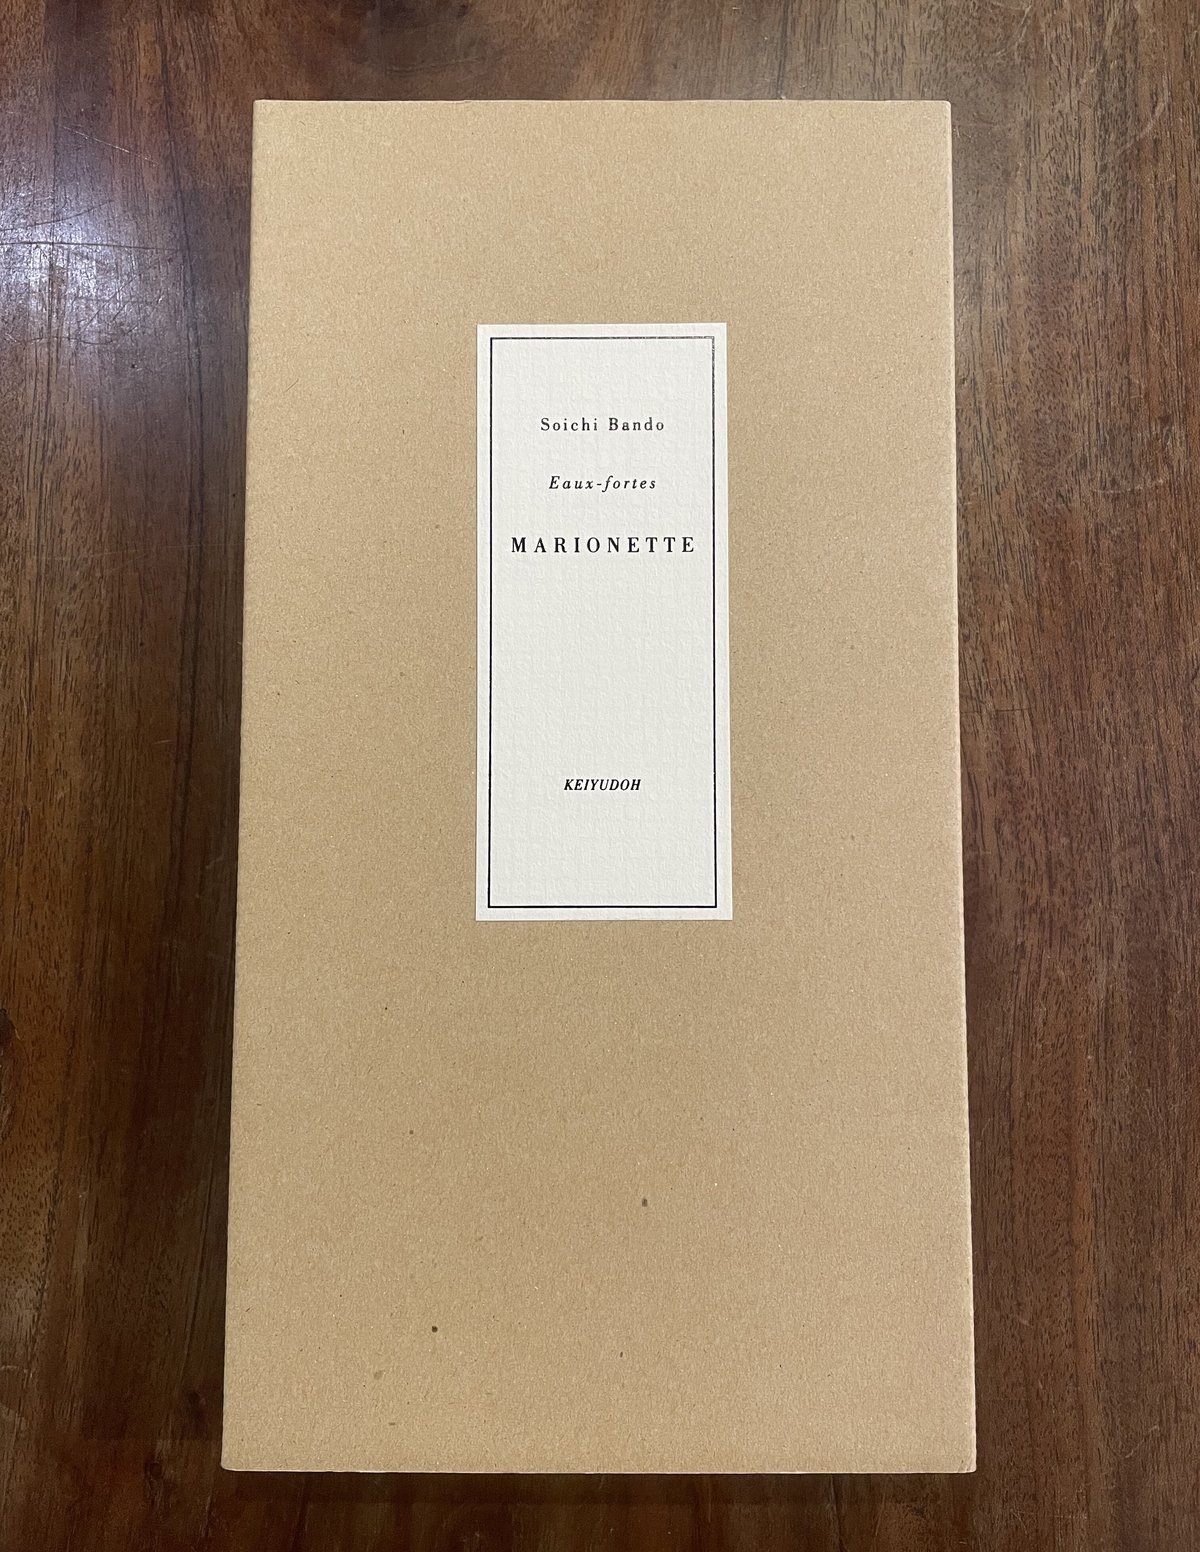 Soichi Bando
Eaux-fortes
MARIONETTE
KEIYUDOH